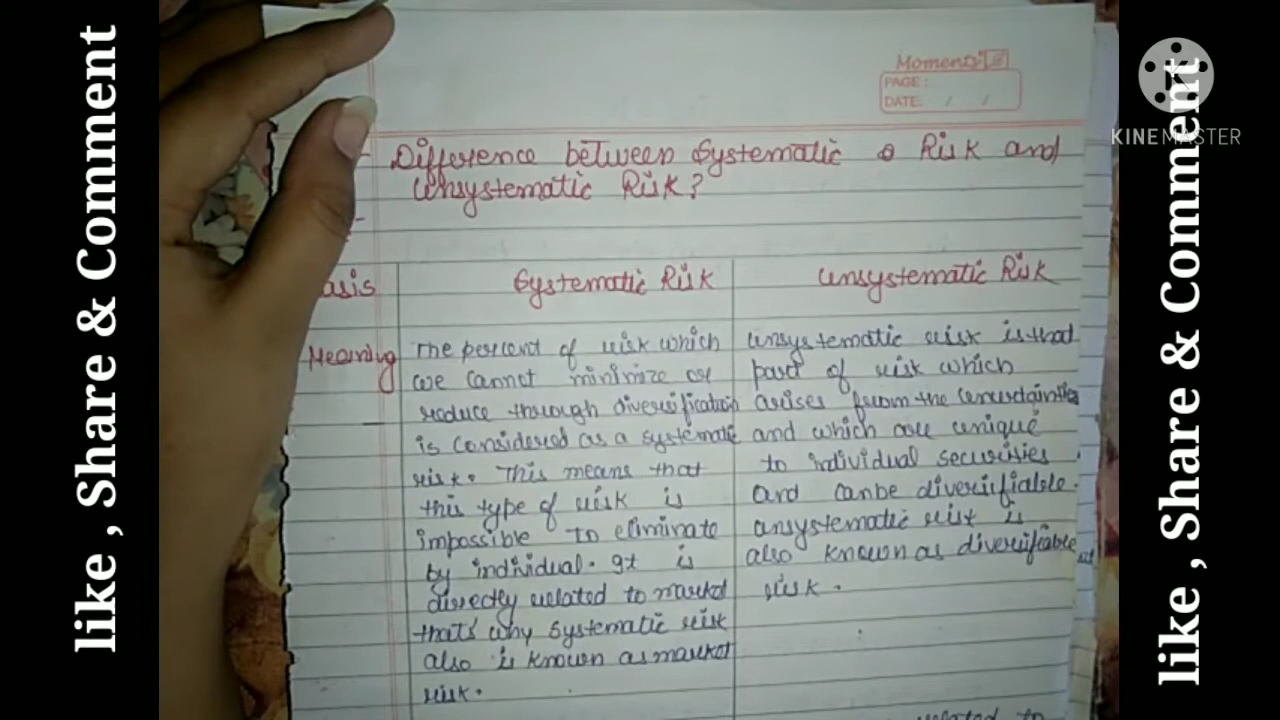 like , Share & Comment
Moments
PAGE :
DATE: / /
KINEMASTER
like , Share & Comment
Difference between Systematic Risk and
Unsystematic Risk?
asis
Systematic Risk
Unsystematic Risk
Meaning
The percent of risk which
we cannot minimize or
reduce through diversification
is considered as a systematic
risk. This means that
this type of risk is
impossible to eliminate
by individual. It is
directly related to market
that's why systematic risk
also is known as market
risk.
Unsystematic risk is that
part of risk which
arises from the
and which are unique
to individual securities
and canbe diversifiable.
unsystematic risk is
also known as diversifiable
risk.
related to